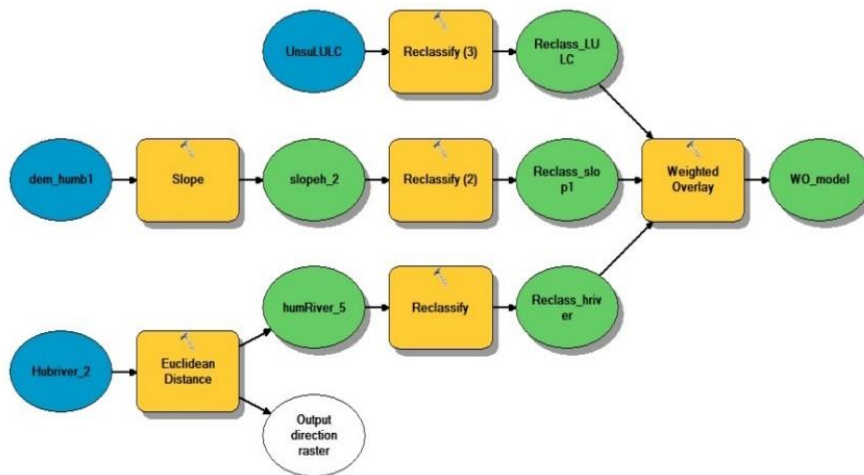 UnsuLULC
Reclassify (3)
Reclass_LU
LC
dem_humb1
Slope
slopeh_2
Reclassify (2)
Reclass_slo
p1
Weighted
Overlay
WO_model
humRiver_5
Reclassify
Reclass_hriv
er
Hubriver_2
Euclidean
Distance
Output
direction
raster